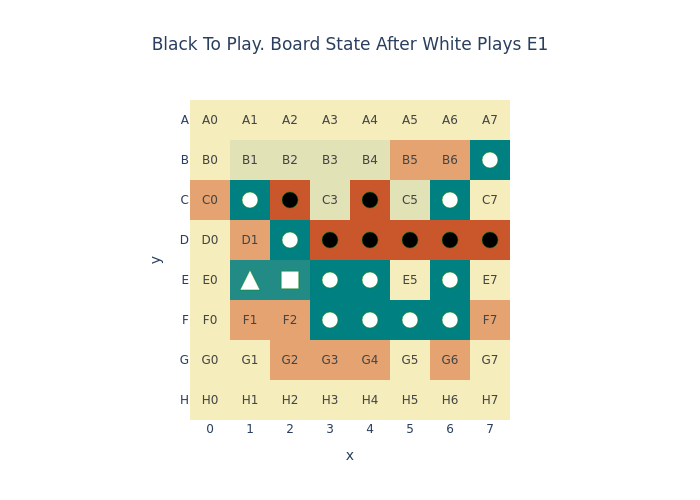 Black To Play. Board State After White Plays E1
A A0 A1 A2 A3 A4 A5 A6 A7
B B0 B1 B2 B3 B4 B5 B6
C C0 C3 C5 C7
D D0 D1
y
E E0 E5 E7
F F0 F1 F2 F7
G G0 G1 G2 G3 G4 G5 G6 G7
H H0 H1 H2 H3 H4 H5 H6 H7
0 1 2 3 4 5 6 7
x